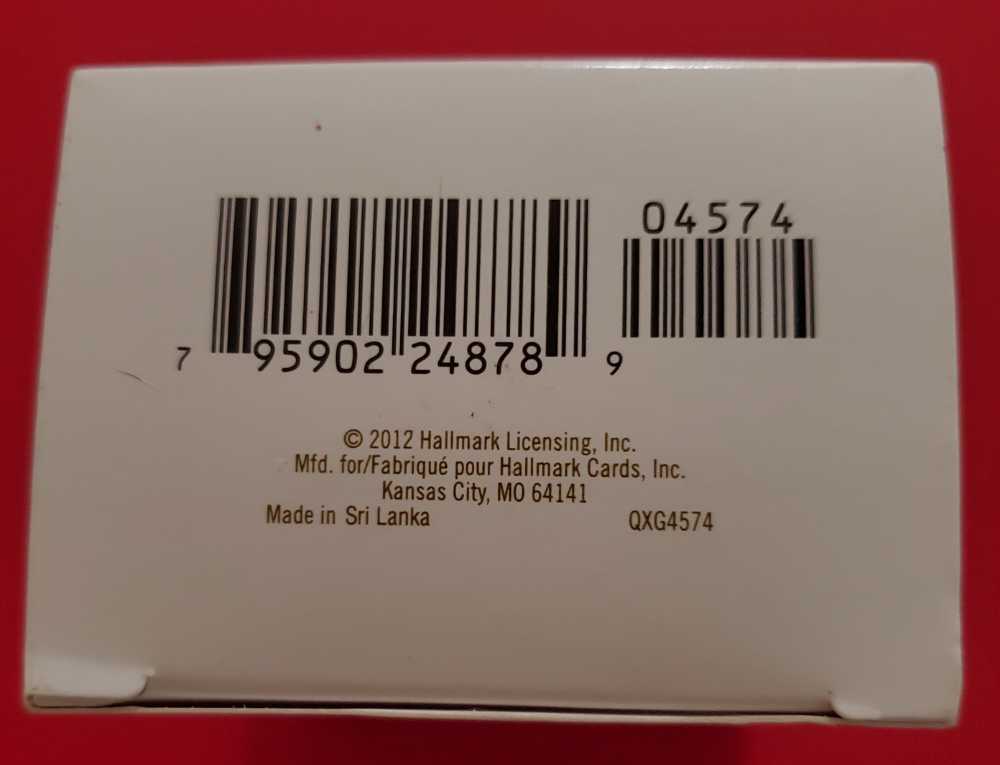 04574
7 95902 24878 9
© 2012 Hallmark Licensing, Inc.
Mfd. for/Fabriqué pour Hallmark Cards, Inc.
Kansas City, MO 64141
Made in Sri Lanka QXG4574